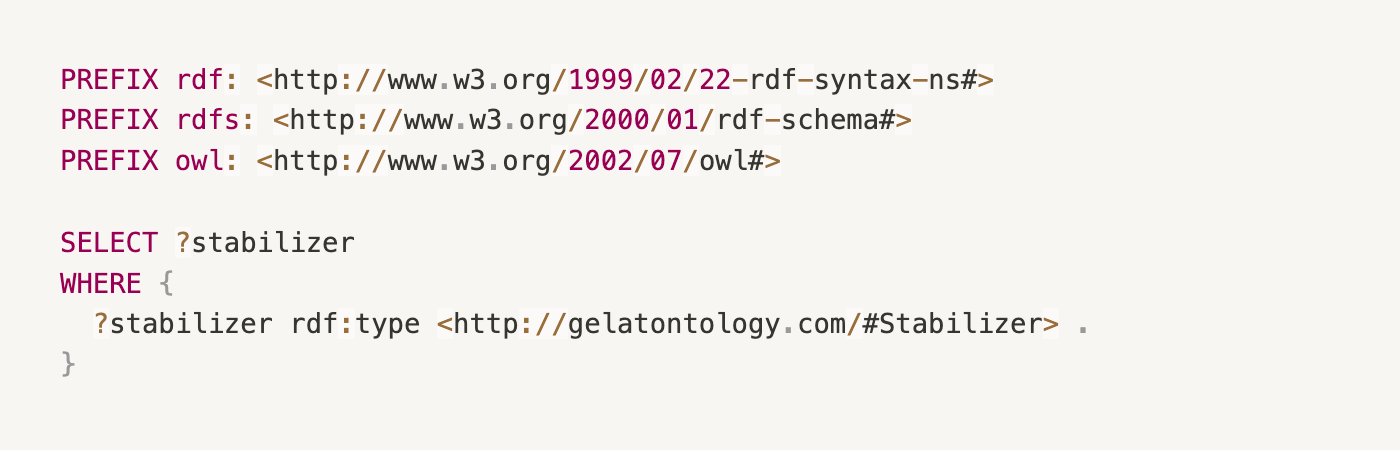 PREFIX rdf: <http://www.w3.org/1999/02/22-rdf-syntax-ns#>
PREFIX rdfs: <http://www.w3.org/2000/01/rdf-schema#>
PREFIX owl: <http://www.w3.org/2002/07/owl#>

SELECT ?stabilizer
WHERE {
  ?stabilizer rdf:type <http://gelatontology.com/#Stabilizer> .
}